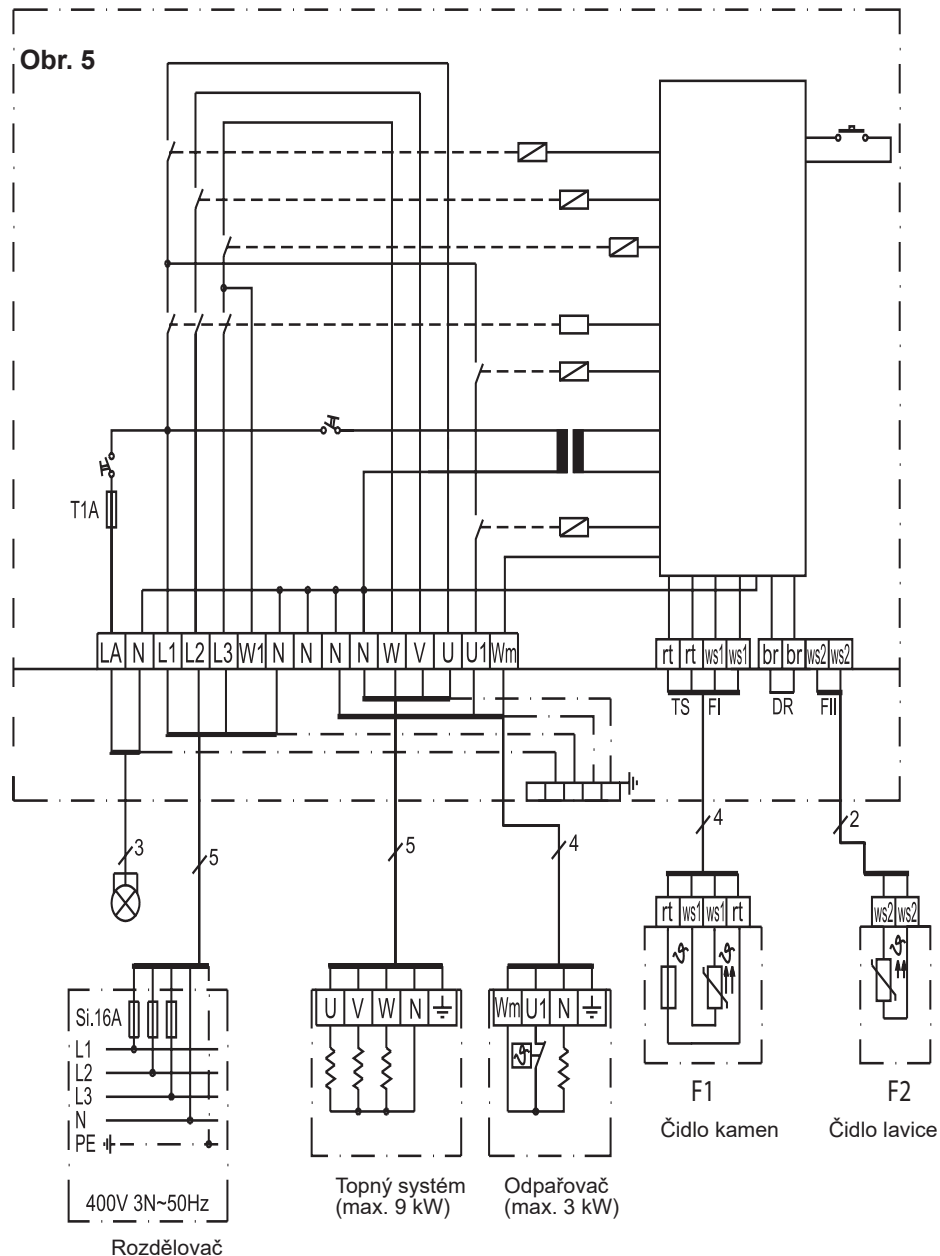 Obr. 5
T1A
LA N L1 L2 L3 W1 N N N N W V U U1 Wm
rt rt ws1 ws1 br br ws2 ws2
TS FI DR FII
3
5
5
4
4
2
rt ws1 ws1 rt
ws2 ws2
Si.16A
L1
L2
L3
N
PE
400V 3N~50Hz
Rozdělovač
U V W N
Topný systém
(max. 9 kW)
Wm U1 N
ϑ
Odpařovač
(max. 3 kW)
ϑ
F1
Čidlo kamen
ϑ
F2
Čidlo lavice